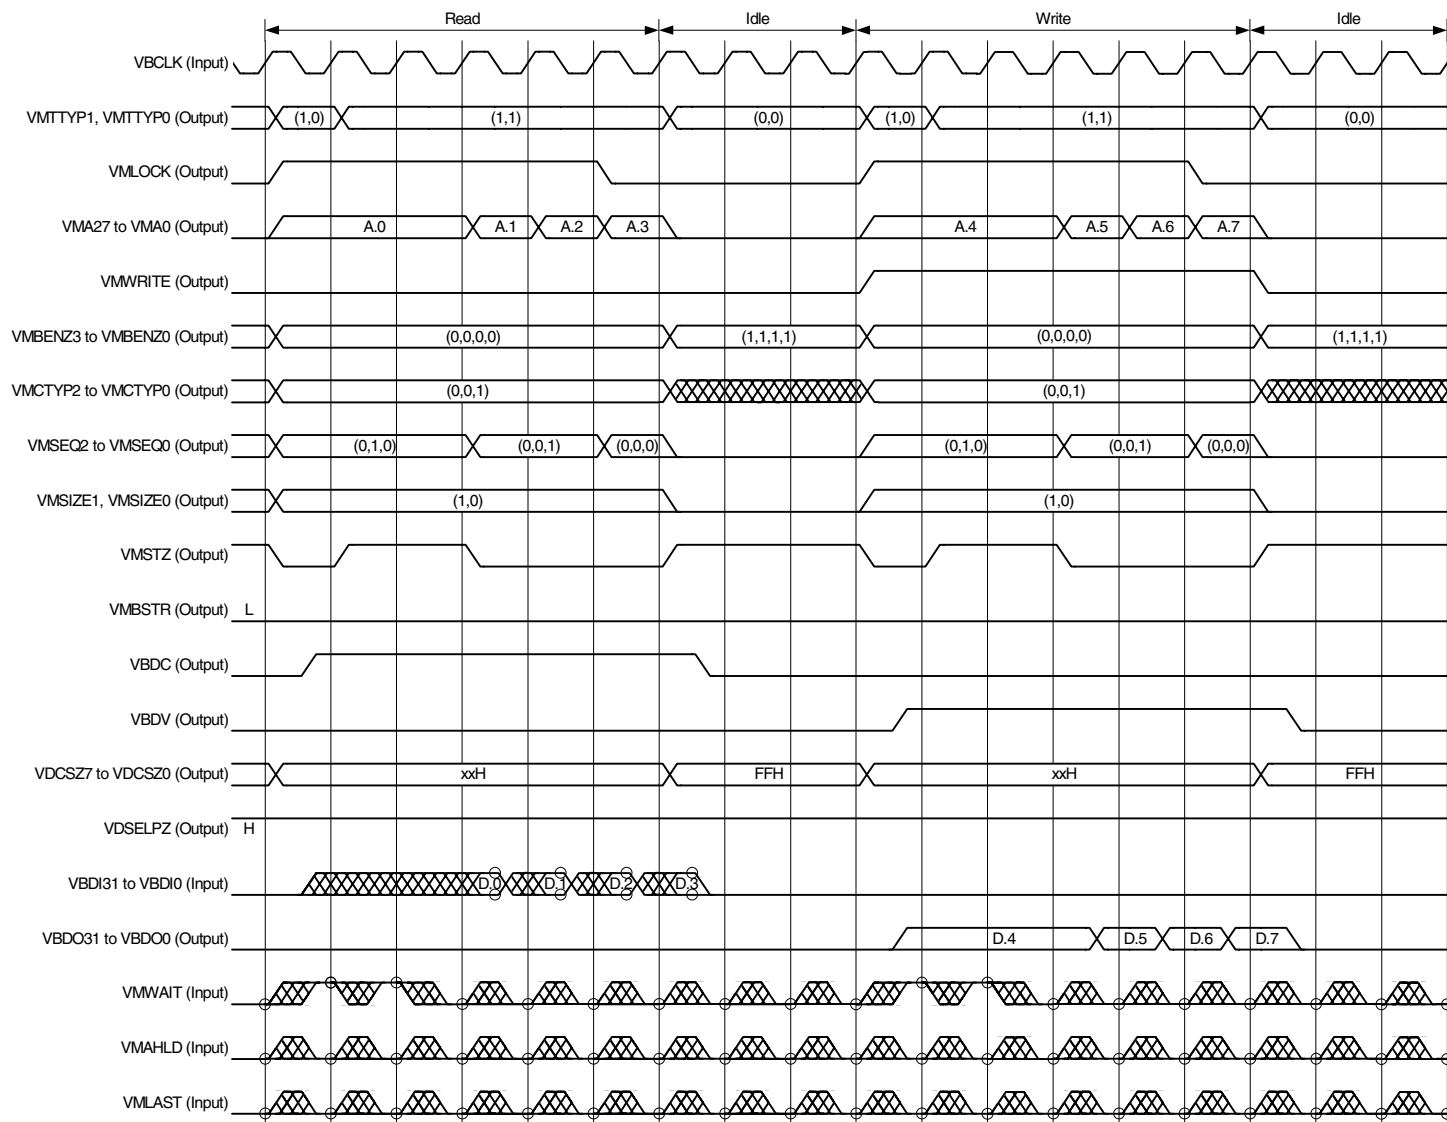 Read Idle Write Idle
VBCLK (Input)
VMTTYP1, VMTTYP0 (Output) (1,0) (1,1) (0,0) (1,0) (1,1) (0,0)
VMLOCK (Output)
VMA27 to VMA0 (Output) A.0 A.1 A.2 A.3 A.4 A.5 A.6 A.7
VMWRITE (Output)
VMBENZ3 to VMBENZ0 (Output) (0,0,0,0) (1,1,1,1) (0,0,0,0) (1,1,1,1)
VMCTYP2 to VMCTYP0 (Output) (0,0,1) (0,0,1)
VMSEQ2 to VMSEQ0 (Output) (0,1,0) (0,0,1) (0,0,0) (0,1,0) (0,0,1) (0,0,0)
VMSIZE1, VMSIZE0 (Output) (1,0) (1,0)
VMSTZ (Output)
VMBSTR (Output) L
VBDC (Output)
VBDV (Output)
VDCSZ7 to VDCSZ0 (Output) xxH FFH xxH FFH
VDSELPZ (Output) H
VBDI31 to VBDI0 (Input) D.0 D.1 D.2 D.3
VBDO31 to VBDO0 (Output) D.4 D.5 D.6 D.7
VMWAIT (Input)
VMAHLD (Input)
VMLAST (Input)